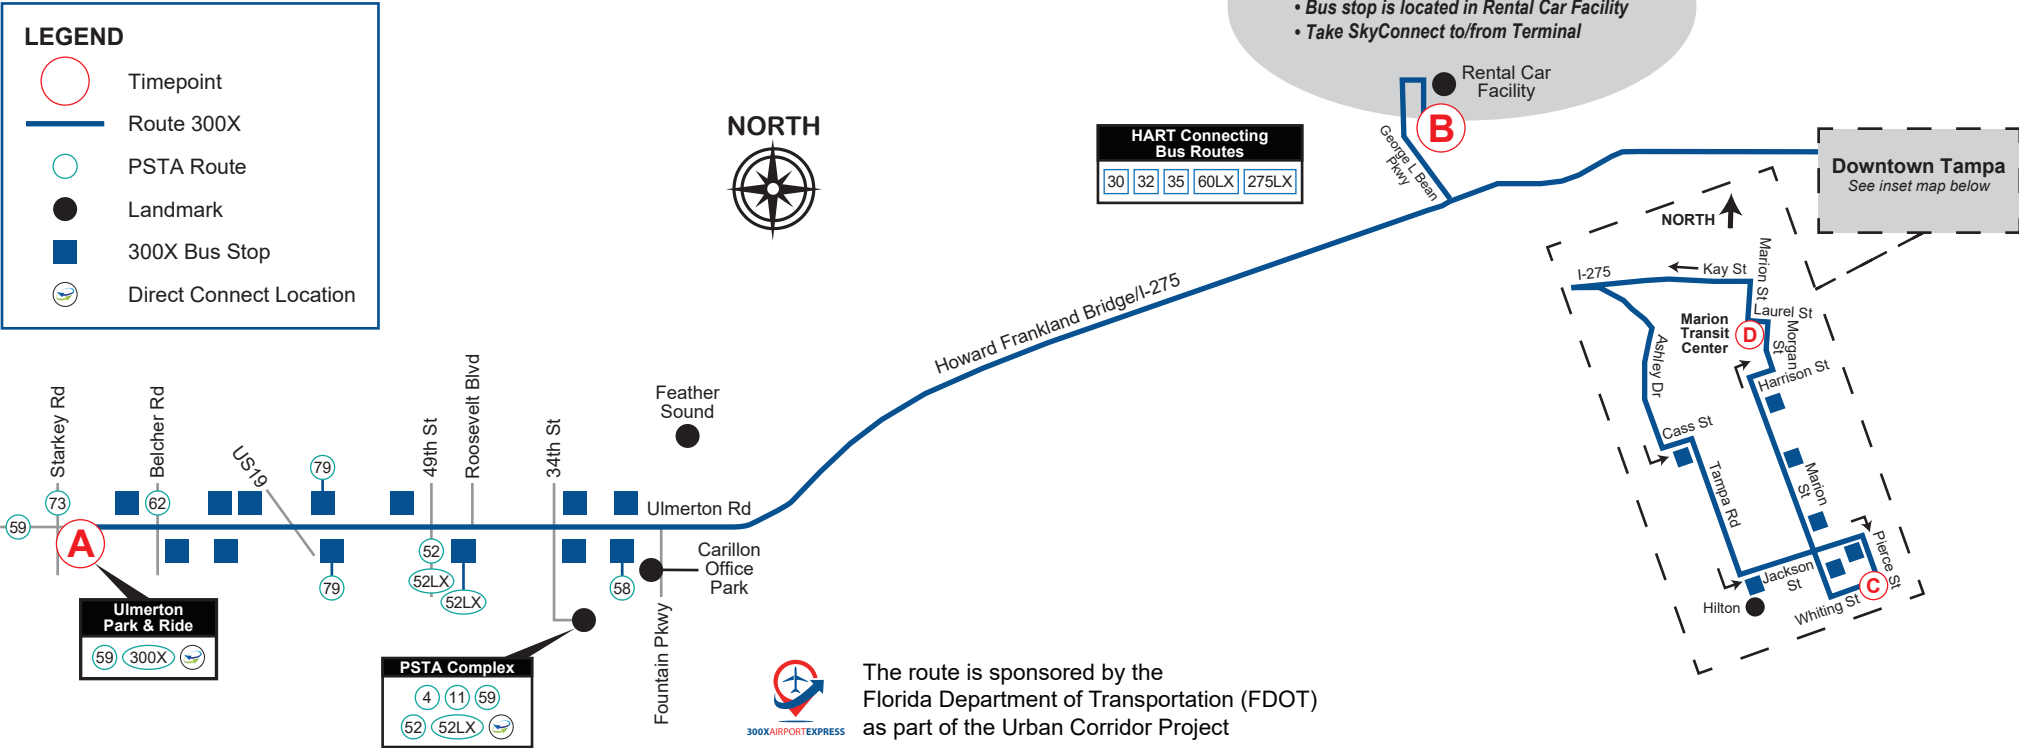 LEGEND
Timepoint
Route 300X
PSTA Route
Landmark
300X Bus Stop
Direct Connect Location
• Bus stop is located in Rental Car Facility
• Take SkyConnect to/from Terminal
Rental Car
Facility
B
George L Bean
Pkwy
NORTH
HART Connecting
Bus Routes
30 32 35 60LX 275LX
Downtown Tampa
See inset map below
Howard Frankland Bridge/I-275
Feather
Sound
Starkey Rd
Belcher Rd
US19
49th St
Roosevelt Blvd
34th St
Ulmerton Rd
73
62
79
59
A
79
52
52LX
52LX
58
Carillon
Office
Park
Fountain Pkwy
Ulmerton
Park & Ride
59 300X
PSTA Complex
4 11 59
52 52LX
300XAIRPORTEXPRESS
The route is sponsored by the
Florida Department of Transportation (FDOT)
as part of the Urban Corridor Project
NORTH
I-275
Kay St
Marion St
Laurel St
Marion
Transit
Center
D
Morgan
St
Harrison St
Ashley Dr
Cass St
Tampa Rd
Marion
St
Pierce St
Jackson
St
C
Whiting St
Hilton